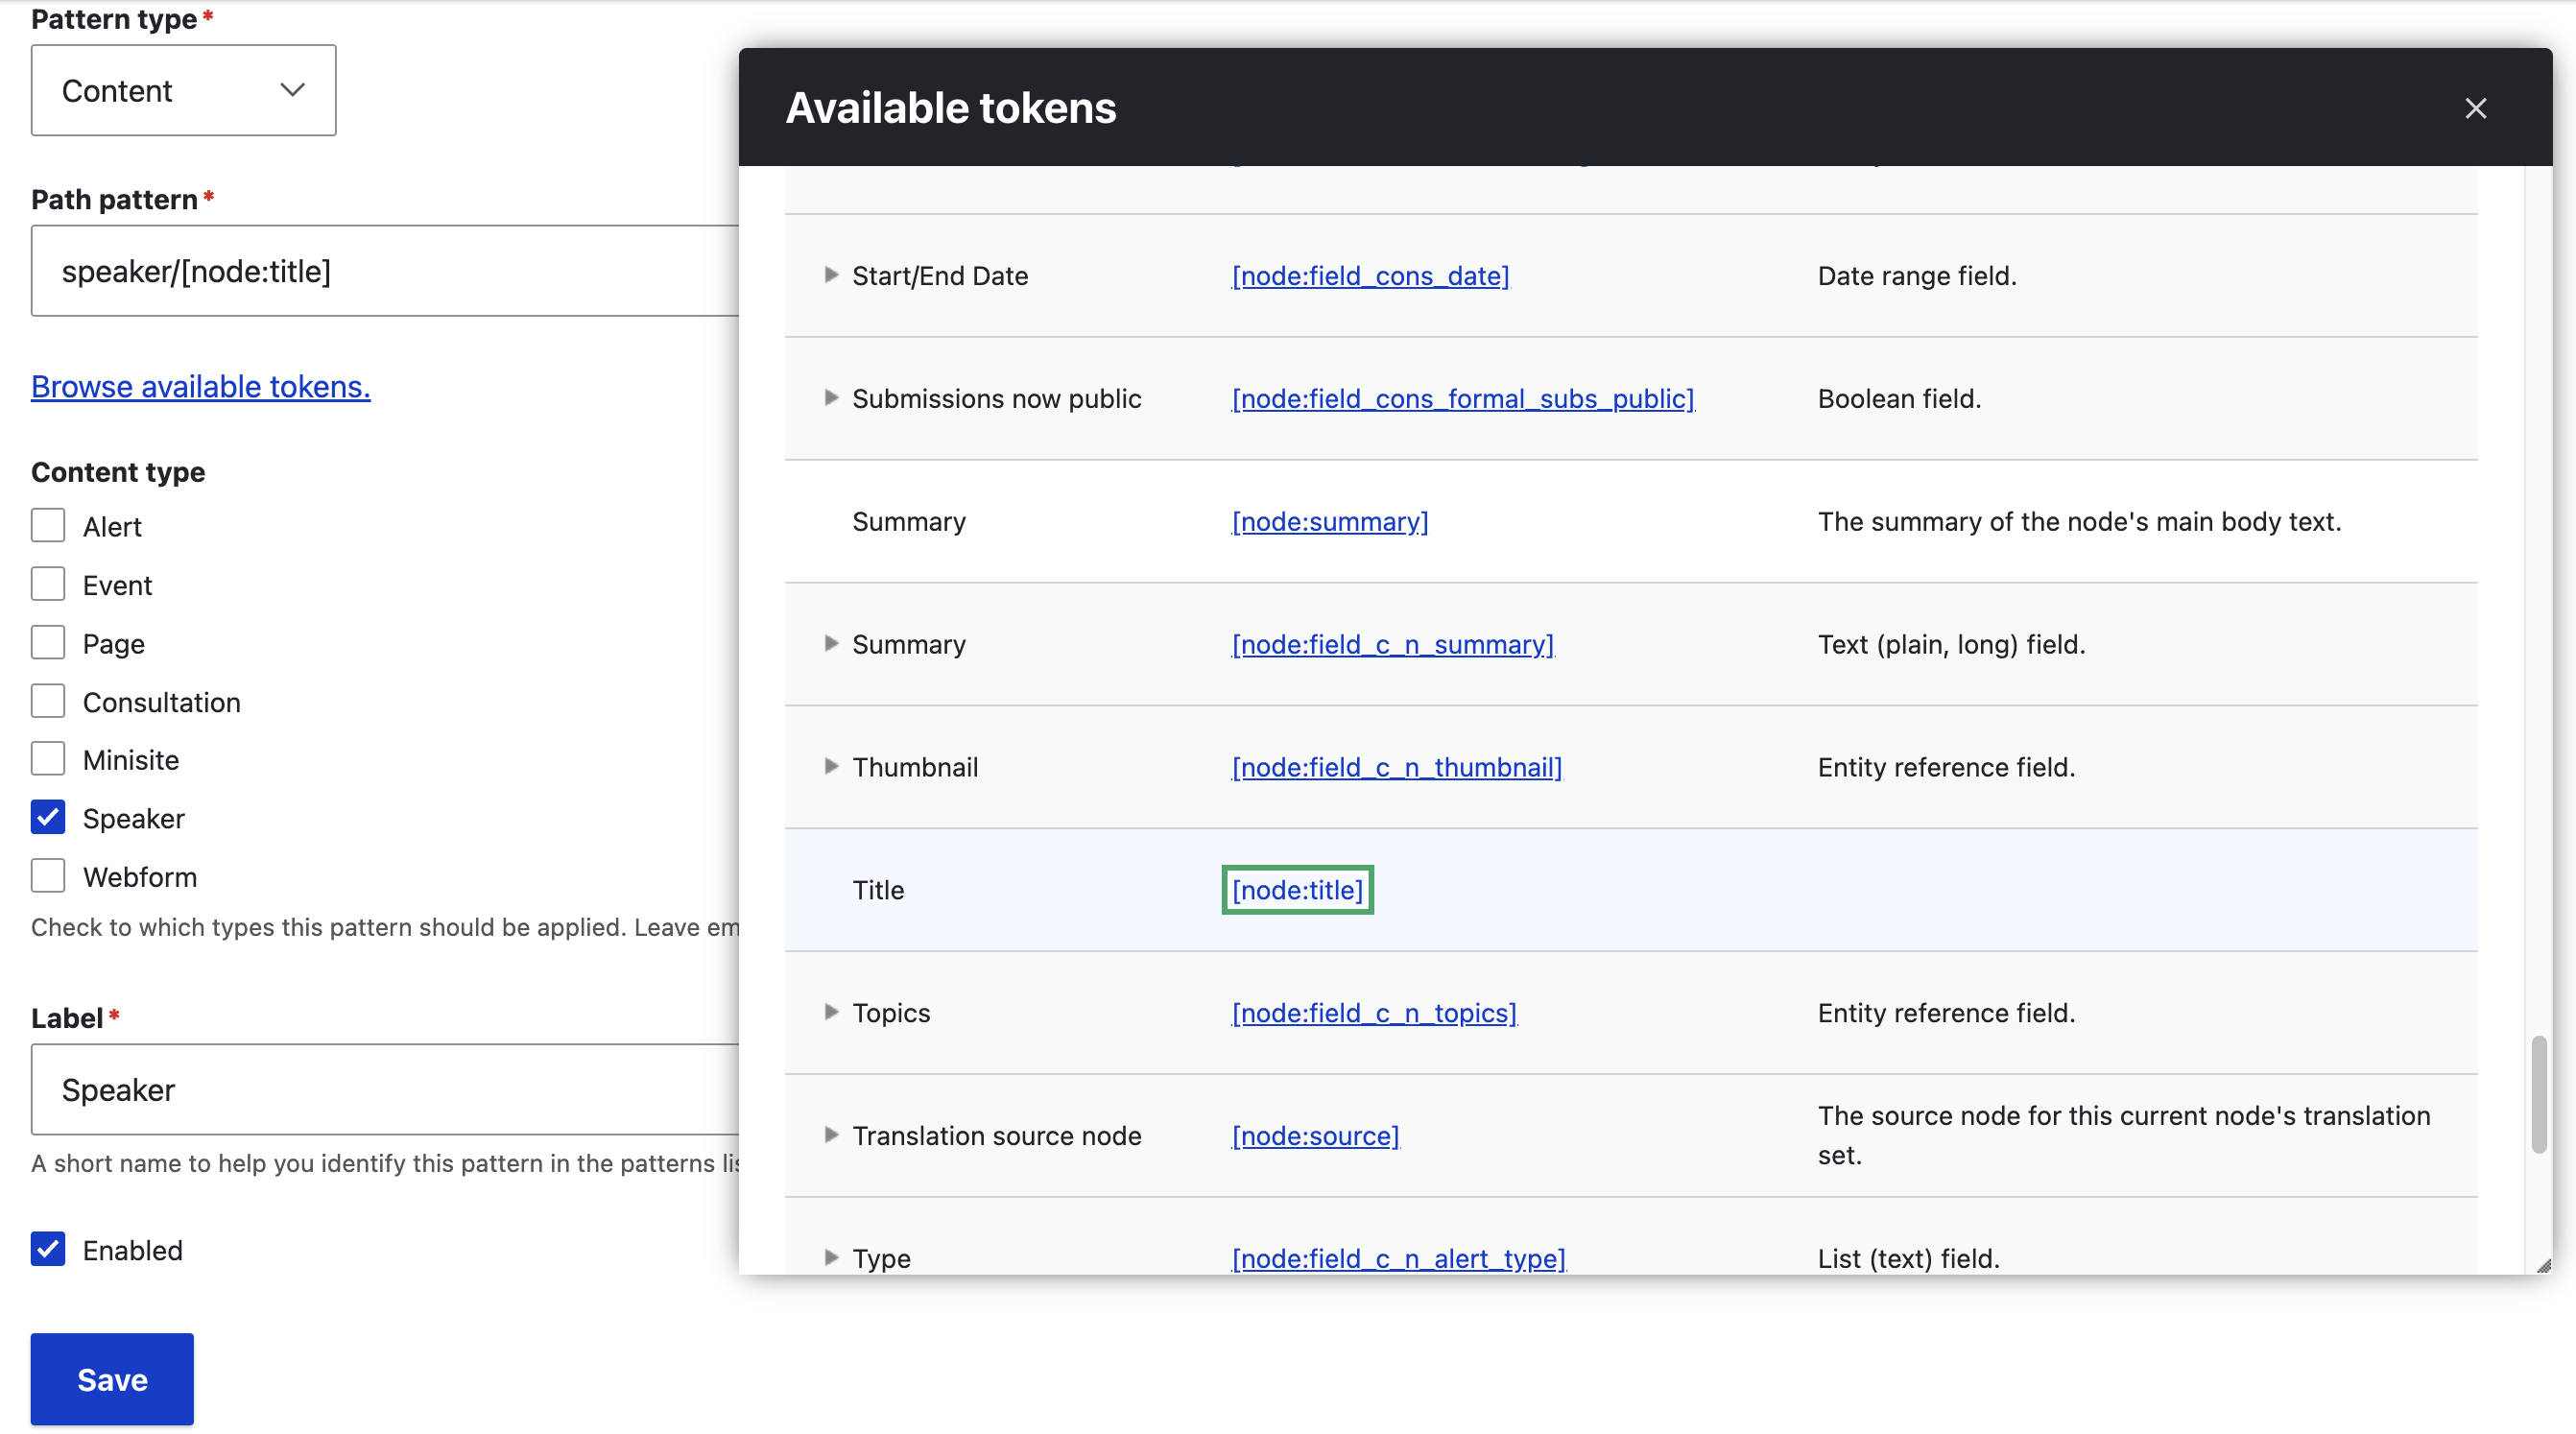 Pattern type*
Content
Path pattern*
speaker/[node:title]
Browse available tokens.
Content type
Alert
Event
Page
Consultation
Minisite
Speaker
Webform
Check to which types this pattern should be applied. Leave em
Label*
Speaker
A short name to help you identify this pattern in the patterns lis
Enabled
Save
Available tokens
Start/End Date [node:field_cons_date] Date range field.
Submissions now public [node:field_cons_formal_subs_public] Boolean field.
Summary [node:summary] The summary of the node's main body text.
Summary [node:field_c_n_summary] Text (plain, long) field.
Thumbnail [node:field_c_n_thumbnail] Entity reference field.
Title [node:title]
Topics [node:field_c_n_topics] Entity reference field.
Translation source node [node:source] The source node for this current node's translation
set.
Type [node:field_c_n_alert_type] List (text) field.